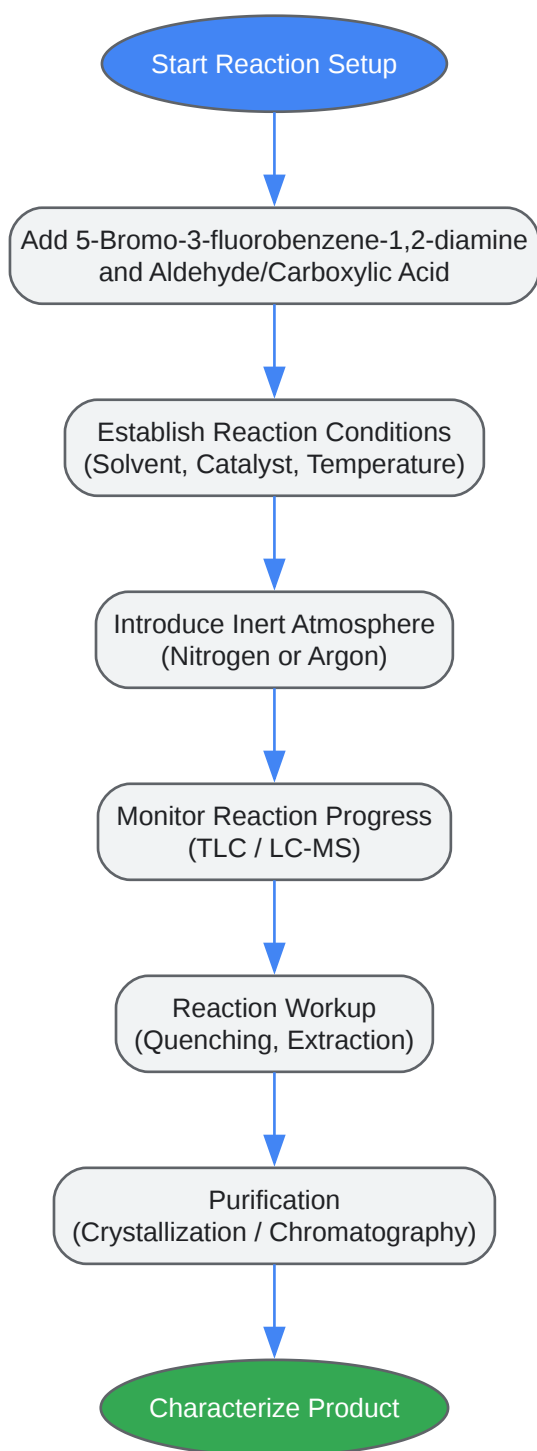 Start Reaction Setup
Add 5-Bromo-3-fluorobenzene-1,2-diamine
and Aldehyde/Carboxylic Acid
Establish Reaction Conditions
(Solvent, Catalyst, Temperature)
Introduce Inert Atmosphere
(Nitrogen or Argon)
Monitor Reaction Progress
(TLC / LC-MS)
Reaction Workup
(Quenching, Extraction)
Purification
(Crystallization / Chromatography)
Characterize Product